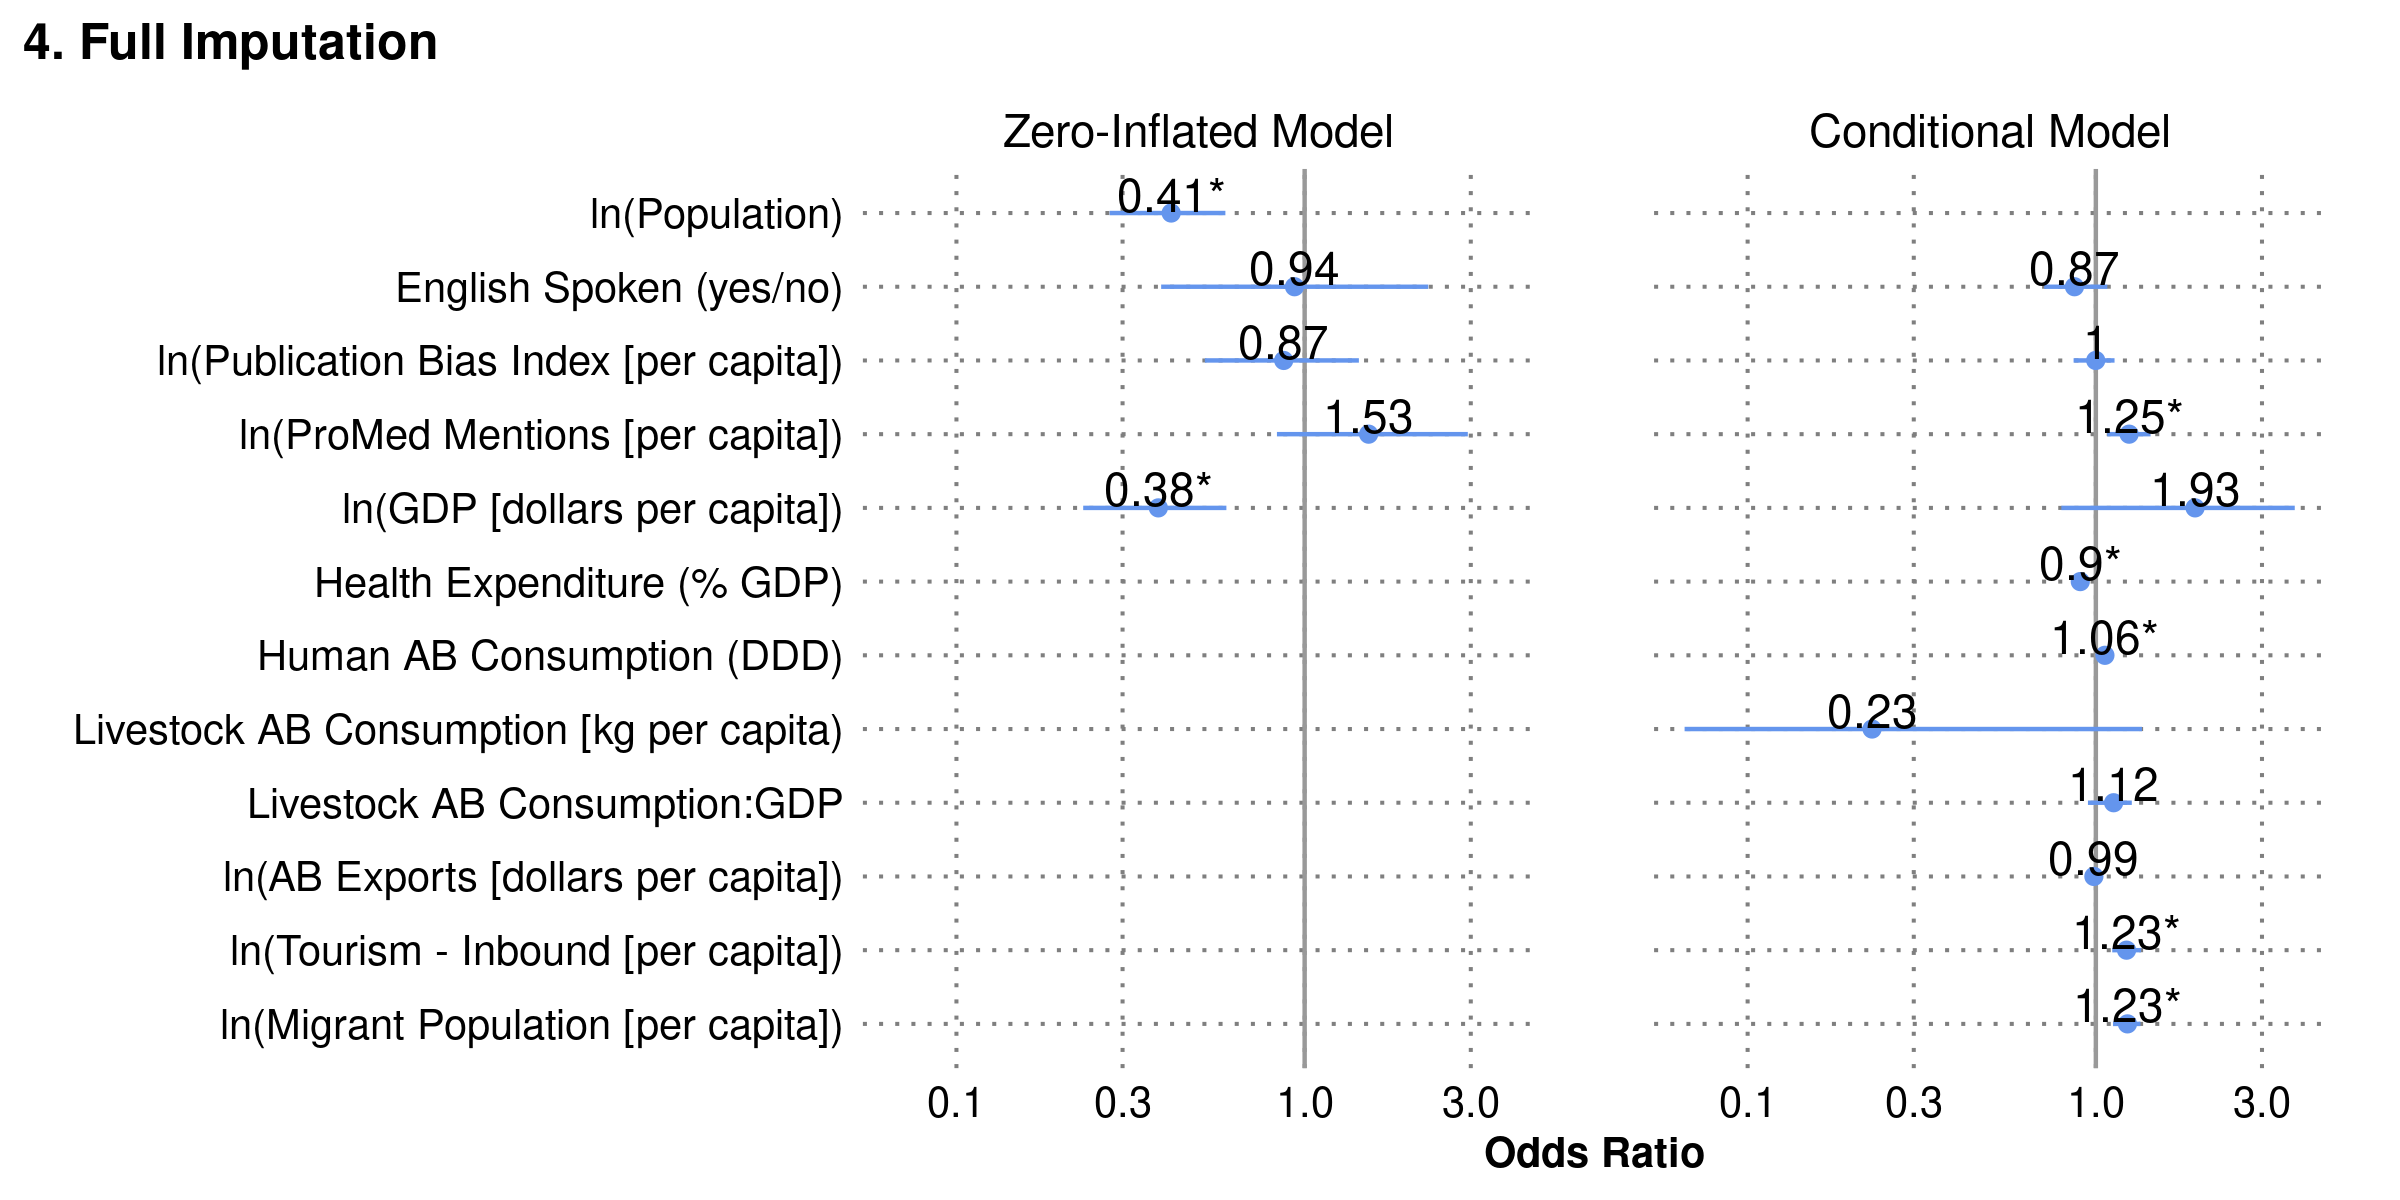 4. Full Imputation
Zero-Inflated Model Conditional Model
ln(Population) 0.41*
English Spoken (yes/no) 0.94 0.87
ln(Publication Bias Index [per capita]) 0.87 1
ln(ProMed Mentions [per capita]) 1.53 1.25*
ln(GDP [dollars per capita]) 0.38* 1.93
Health Expenditure (% GDP) 0.9*
Human AB Consumption (DDD) 1.06*
Livestock AB Consumption [kg per capita) 0.23
Livestock AB Consumption:GDP 1.12
ln(AB Exports [dollars per capita]) 0.99
ln(Tourism - Inbound [per capita]) 1.23*
ln(Migrant Population [per capita]) 1.23*
0.1 0.3 1.0 3.0 0.1 0.3 1.0 3.0
Odds Ratio